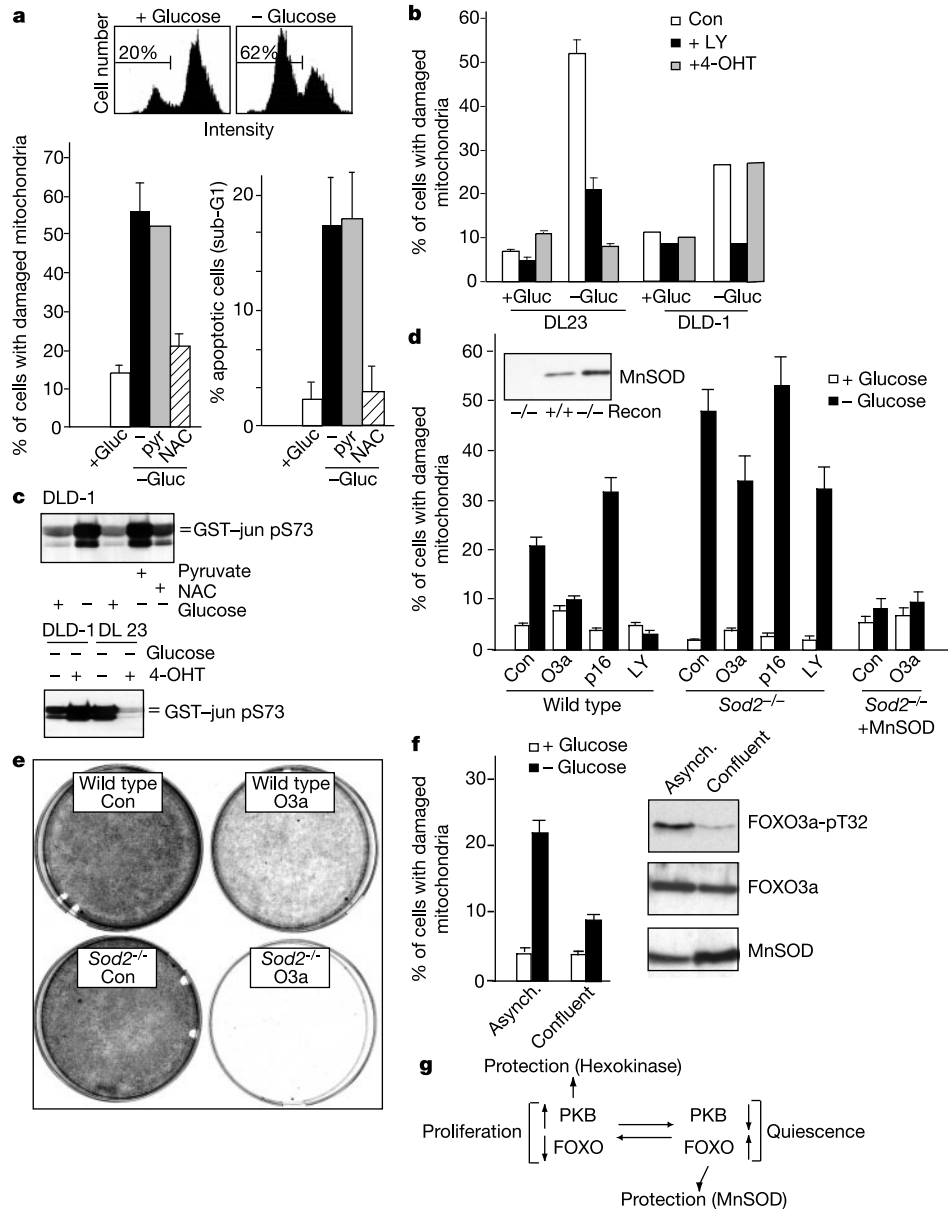 a
+ Glucose
– Glucose
Cell number
20%
62%
Intensity
% of cells with damaged mitochondria
70
60
50
40
30
20
10
0
+Gluc
–
pyr
NAC
–Gluc
% apoptotic cells (sub-G1)
20
10
0
+Gluc
–
pyr
NAC
–Gluc
b
Con
+ LY
+4-OHT
% of cells with damaged
mitochondria
50
40
30
20
10
0
+Gluc
–Gluc
+Gluc
–Gluc
DL23
DLD-1
c
DLD-1
=GST–jun pS73
+
Pyruvate
+
NAC
+ – + – –
Glucose
DLD-1 DL 23
– – – –
Glucose
– + – +
4-OHT
= GST–jun pS73
d
% of cells with damaged
mitochondria
50
40
30
20
10
0
MnSOD
–/– +/+ –/– Recon
+ Glucose
– Glucose
Con
O3a
p16
LY
Wild type
Con
O3a
p16
LY
Sod2–/–
Con
O3a
Sod2–/–
+MnSOD
e
Wild type
Con
Wild type
O3a
Sod2–/–
Con
Sod2–/–
O3a
f
+ Glucose
– Glucose
% of cells with damaged
mitochondria
30
20
10
0
Asynch.
Confluent
Asynch.
Confluent
FOXO3a-pT32
FOXO3a
MnSOD
g
Protection (Hexokinase)
Proliferation
PKB
FOXO
PKB
FOXO
Quiescence
Protection (MnSOD)